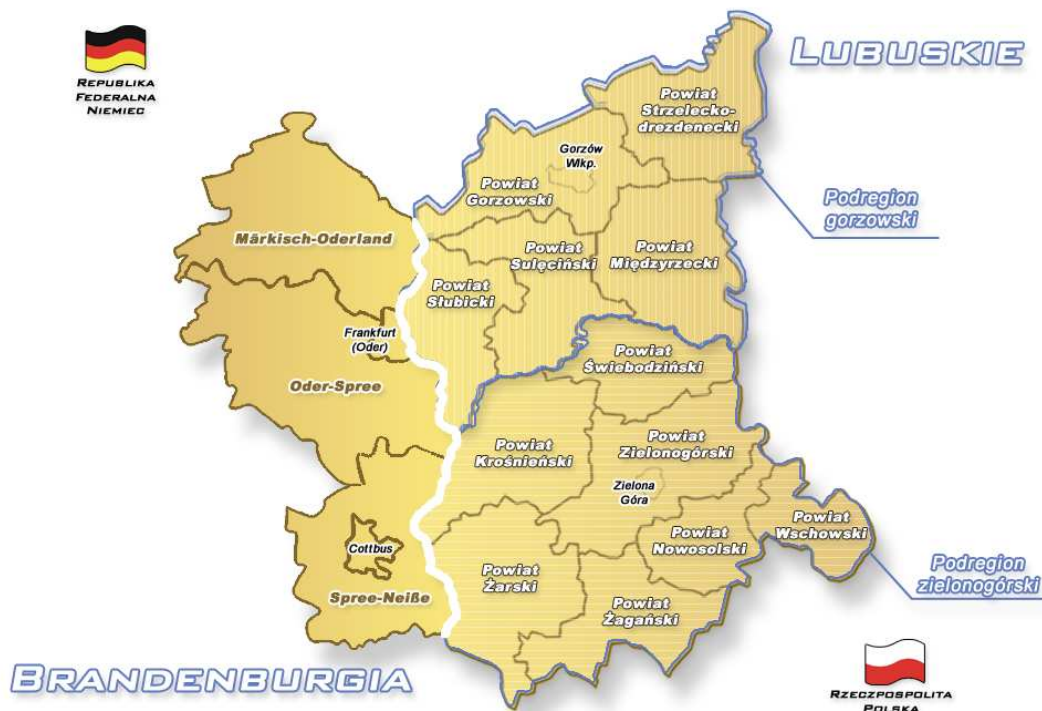 LUBUSKIE
REPUBLIKA
FEDERALNA
NIEMIEC
Powiat
Strzelecko-
drezdenecki
Gorzów
Wlkp.
Powiat
Gorzowski
Podregion
gorzowski
Märkisch-Oderland
Powiat
Sulęciński
Powiat
Międzyrzecki
Powiat
Słubicki
Frankfurt
(Oder)
Powiat
Świebodziński
Oder-Spree
Powiat
Krośnieński
Powiat
Zielonogórski
Zielona
Góra
Powiat
Wschowski
Powiat
Nowosolski
Cottbus
Powiat
Żarski
Podregion
zielonogórski
Spree-Neiße
Powiat
Żagański
BRANDENBURGIA
RZECZPOSPOLITA
POLSKA